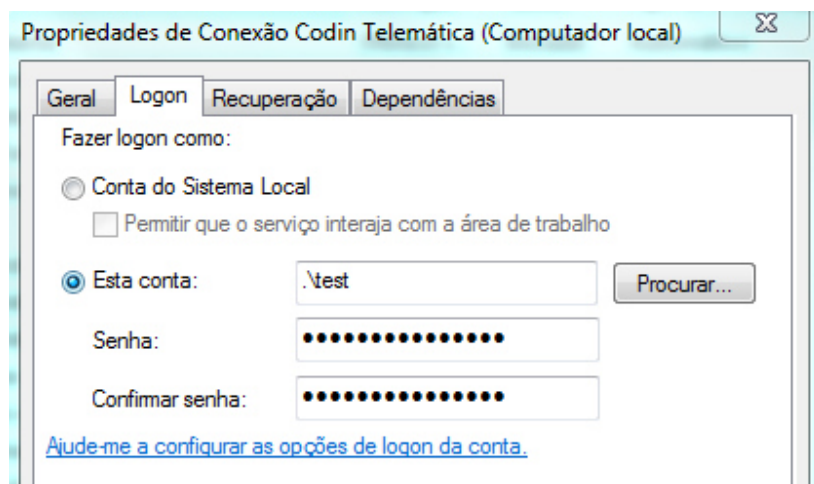 Propriedades de Conexão Codin Telemática (Computador local)
Geral Logon Recuperação Dependências
Fazer logon como:
Conta do Sistema Local
Permitir que o serviço interaja com a área de trabalho
Esta conta: .\test Procurar...
Senha: •••••••••••••••
Confirmar senha: •••••••••••••••
Ajude-me a configurar as opções de logon da conta.